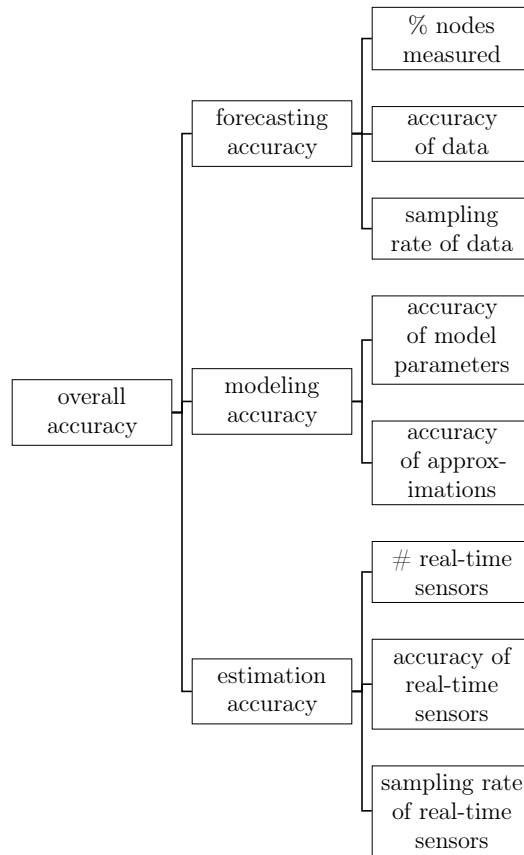 % nodes
measured
forecasting
accuracy
accuracy
of data
sampling
rate of data
accuracy
of model
parameters
overall
accuracy
modeling
accuracy
accuracy
of approx-
imations
# real-time
sensors
estimation
accuracy
accuracy of
real-time
sensors
sampling rate
of real-time
sensors